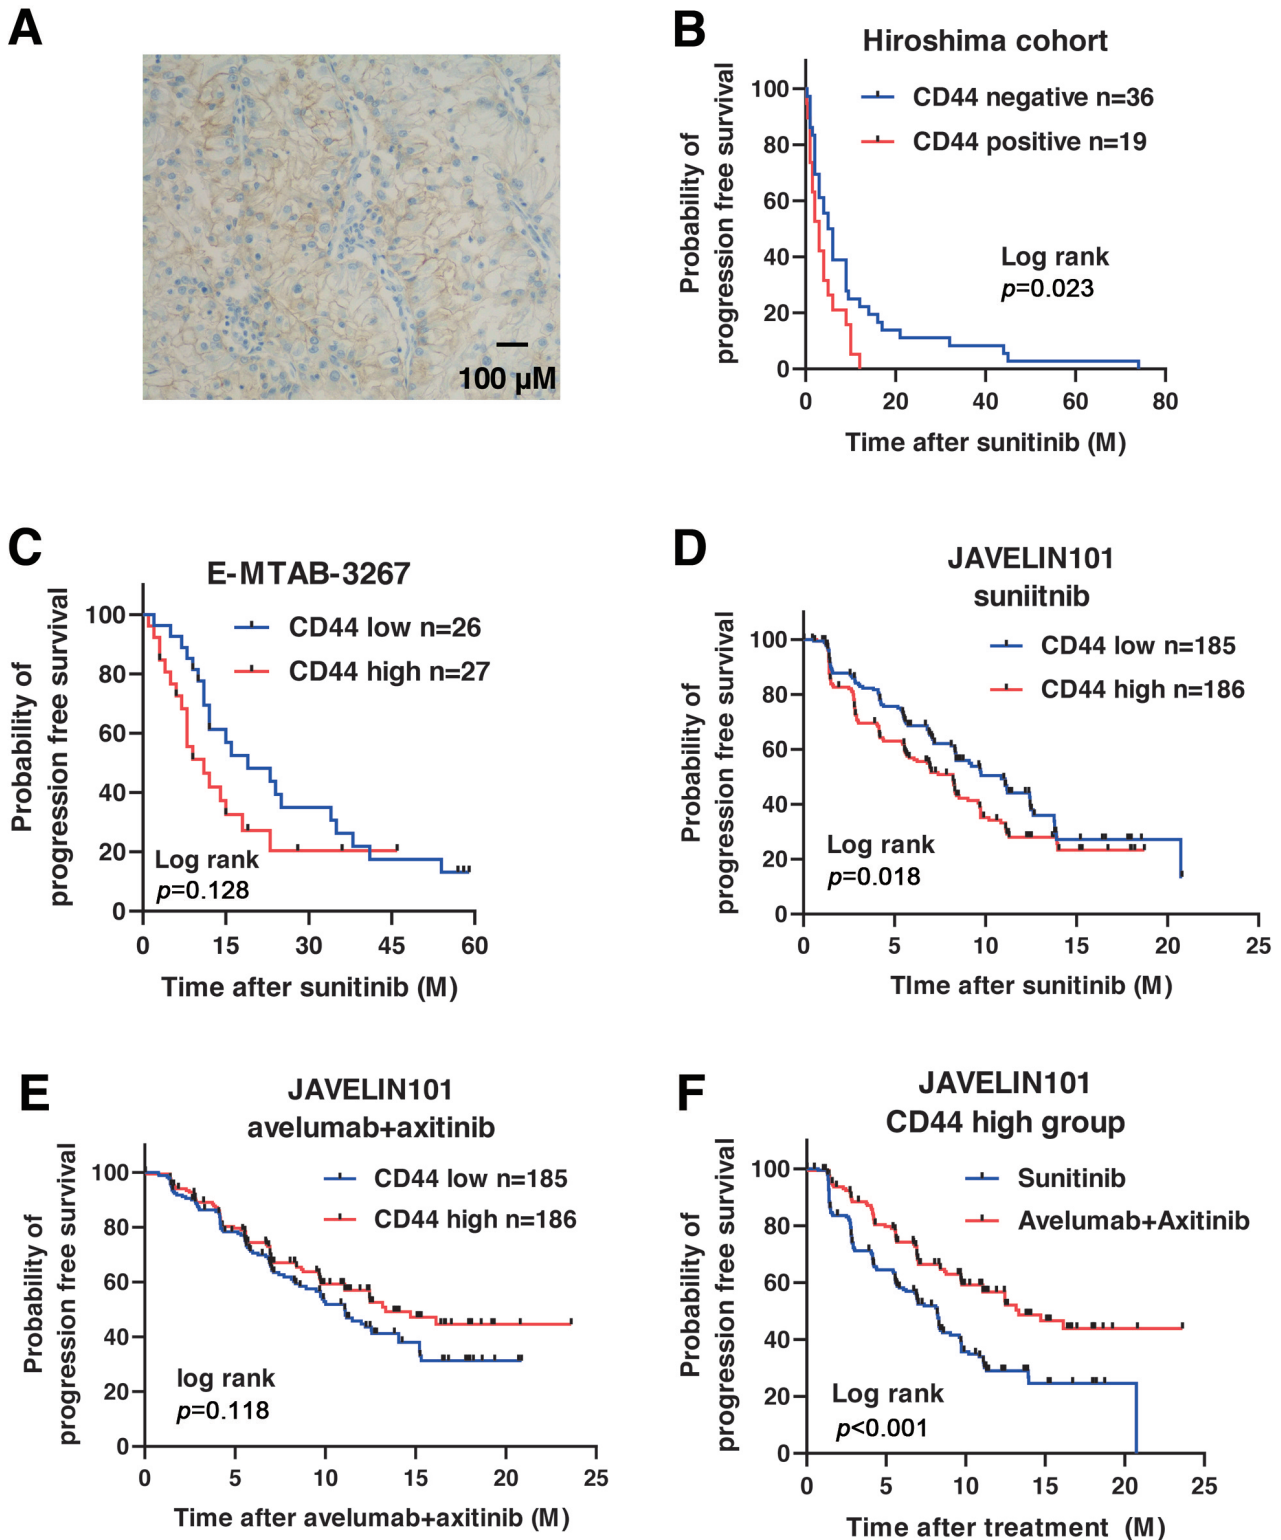 A
100 µM
B
Hiroshima cohort
CD44 negative n=36
CD44 positive n=19
Probability of
progression free survival
100
80
60
40
20
0
Log rank
p=0.023
0 20 40 60 80
Time after sunitinib (M)
C
E-MTAB-3267
CD44 low n=26
CD44 high n=27
Probability of
progression free survival
100
80
60
40
20
0
Log rank
p=0.128
0 15 30 45 60
Time after sunitinib (M)
D
JAVELIN101
suniitnib
CD44 low n=185
CD44 high n=186
Probability of
progression free survival
100
80
60
40
20
0
Log rank
p=0.018
0 5 10 15 20 25
TIme after sunitinib (M)
E
JAVELIN101
avelumab+axitinib
CD44 low n=185
CD44 high n=186
Probability of
progression free survival
100
80
60
40
20
0
log rank
p=0.118
0 5 10 15 20 25
Time after avelumab+axitinib (M)
F
JAVELIN101
CD44 high group
Sunitinib
Avelumab+Axitinib
Probability of
progression free survival
100
80
60
40
20
0
Log rank
p<0.001
0 5 10 15 20 25
Time after treatment (M)